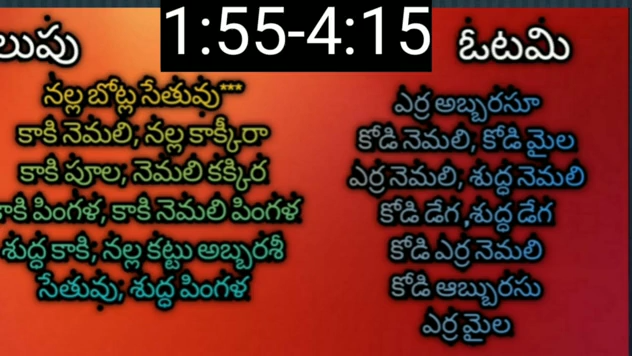 1:55-4:15
లుపు
నల్ల బోట్ల సేతువు***
కాకి నెమలి, నల్ల కాక్కీరా
కాకి పూల, నెమలి కక్కిర
కాకి పింగళ, కాకి నెమలి పింగళ
శుద్ధ కాకి, నల్ల కట్టు అబ్బరశీ
సేతువు, శుద్ధ పింగళ
ఓటమి
ఎర్ర అబ్బరసూ
కోడి నెమలి, కోడి మైల
ఎర్ర నెమలి, శుద్ధ నెమలి
కోడి డేగ,శుద్ధ డేగ
కోడి ఎర్ర నెమలి
కోడి ఆబ్బురసు
ఎర్ర మైల